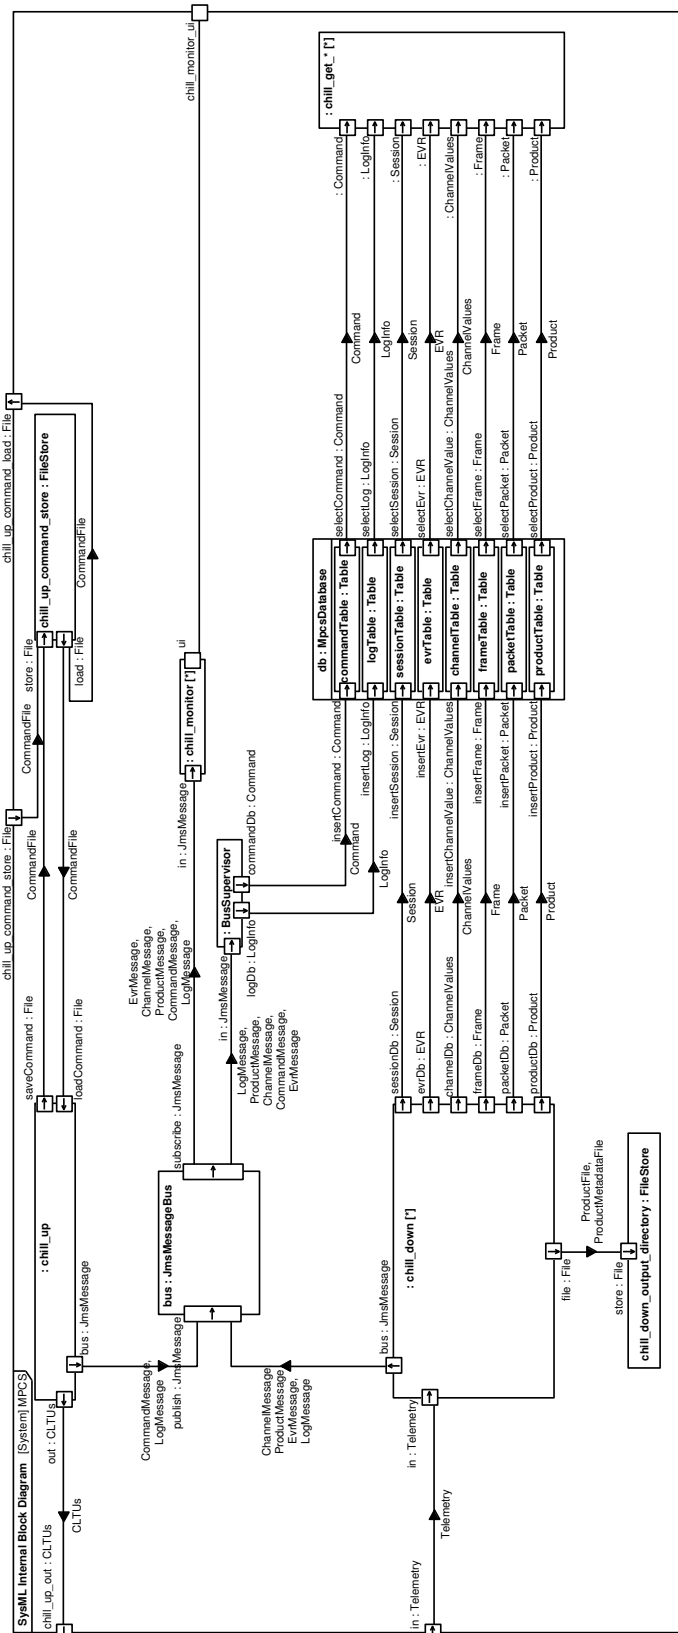 SysML Internal Block Diagram [System] MPCS
chill_up_out : CLTUs
CLTUs
out : CLTUs
: chill_up
saveCommand : File
loadCommand : File
bus : JmsMessage
CommandFile
CommandFile
chill_up_command_store : File
CommandFile
store : File
load : File
chill_up_command_store : FileStore
chill_up_command_load : File
CommandFile
CommandMessage,
LogMessage
publish : JmsMessage
bus : JmsMessageBus
subscribe : JmsMessage
EvrMessage,
ChannelMessage,
ProductMessage,
CommandMessage,
LogMessage
in : JmsMessage
: chill_monitor [*]
ui
chill_monitor_ui
LogMessage,
ProductMessage,
ChannelMessage,
CommandMessage,
EvrMessage
in : JmsMessage
: BusSupervisor
logDb : LogInfo
commandDb : Command
ChannelMessage
ProductMessage
EvrMessage,
LogMessage
in : Telemetry
Telemetry
in : Telemetry
bus : JmsMessage
: chill_down [*]
sessionDb : Session
evrDb : EVR
channelDb : ChannelValues
frameDb : Frame
packetDb : Packet
productDb : Product
file : File
ProductFile,
ProductMetadataFile
store : File
chill_down_output_directory : FileStore
Command
LogInfo
Session
EVR
ChannelValues
Frame
Packet
Product
insertCommand : Command
insertLog : LogInfo
insertSession : Session
insertEvr : EVR
insertChannelValue : ChannelValues
insertFrame : Frame
insertPacket : Packet
insertProduct : Product
db : MpcsDatabase
commandTable : Table
logTable : Table
sessionTable : Table
evrTable : Table
channelTable : Table
frameTable : Table
packetTable : Table
productTable : Table
selectCommand : Command
selectLog : LogInfo
selectSession : Session
selectEvr : EVR
selectChannelValue : ChannelValues
selectFrame : Frame
selectPacket : Packet
selectProduct : Product
Command
LogInfo
Session
EVR
ChannelValues
Frame
Packet
Product
: Command
: LogInfo
: Session
: EVR
: ChannelValues
: Frame
: Packet
: Product
: chill_get_* [*]